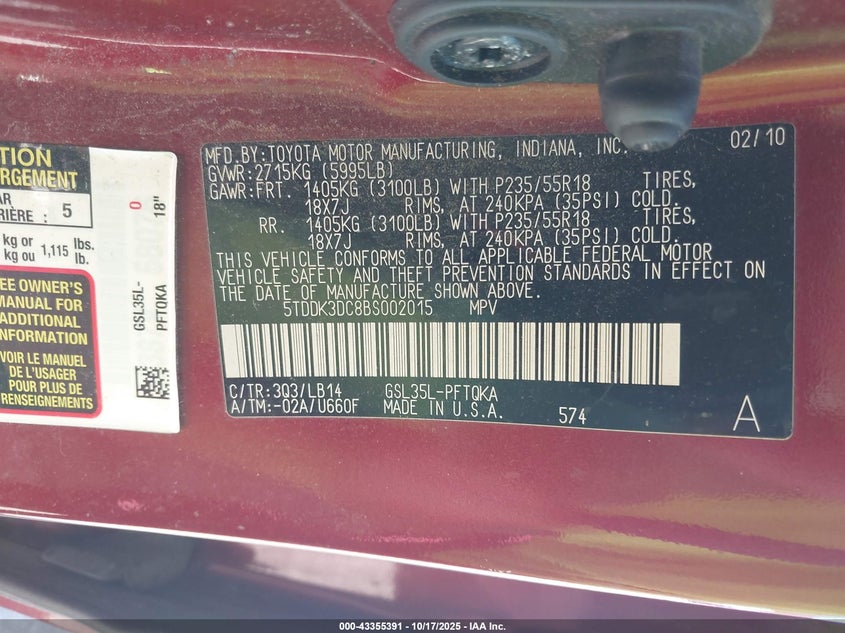 TION
RGEMENT
AR
RIÈRE : 5
kg or 1,115 lbs.
kg ou lb.
EE OWNER'S
MANUAL FOR
ADDITIONAL
INFORMATION
VOIR LE MANUEL
DE L'USAGER
POUR PLUS DE
RENSEIGNEMENTS
0
18"
GSL35L-
PFTQKA
MFD.BY:TOYOTA MOTOR MANUFACTURING, INDIANA, INC. 02/10
GVWR:2715KG (5995LB)
GAWR:FRT. 1405KG (3100LB) WITH P235/55R18 TIRES,
18X7J RIMS, AT 240KPA (35PSI) COLD.
RR. 1405KG (3100LB) WITH P235/55R18 TIRES,
18X7J RIMS, AT 240KPA (35PSI) COLD.
THIS VEHICLE CONFORMS TO ALL APPLICABLE FEDERAL MOTOR
VEHICLE SAFETY AND THEFT PREVENTION STANDARDS IN EFFECT ON
THE DATE OF MANUFACTURE SHOWN ABOVE.
5TDDK3DC8BS002015 MPV
C/TR:3Q3/LB14 GSL35L-PFTQKA
A/TM:-02A/U660F MADE IN U.S.A. 574 A
000-43355391 - 10/17/2025 - IAA Inc.